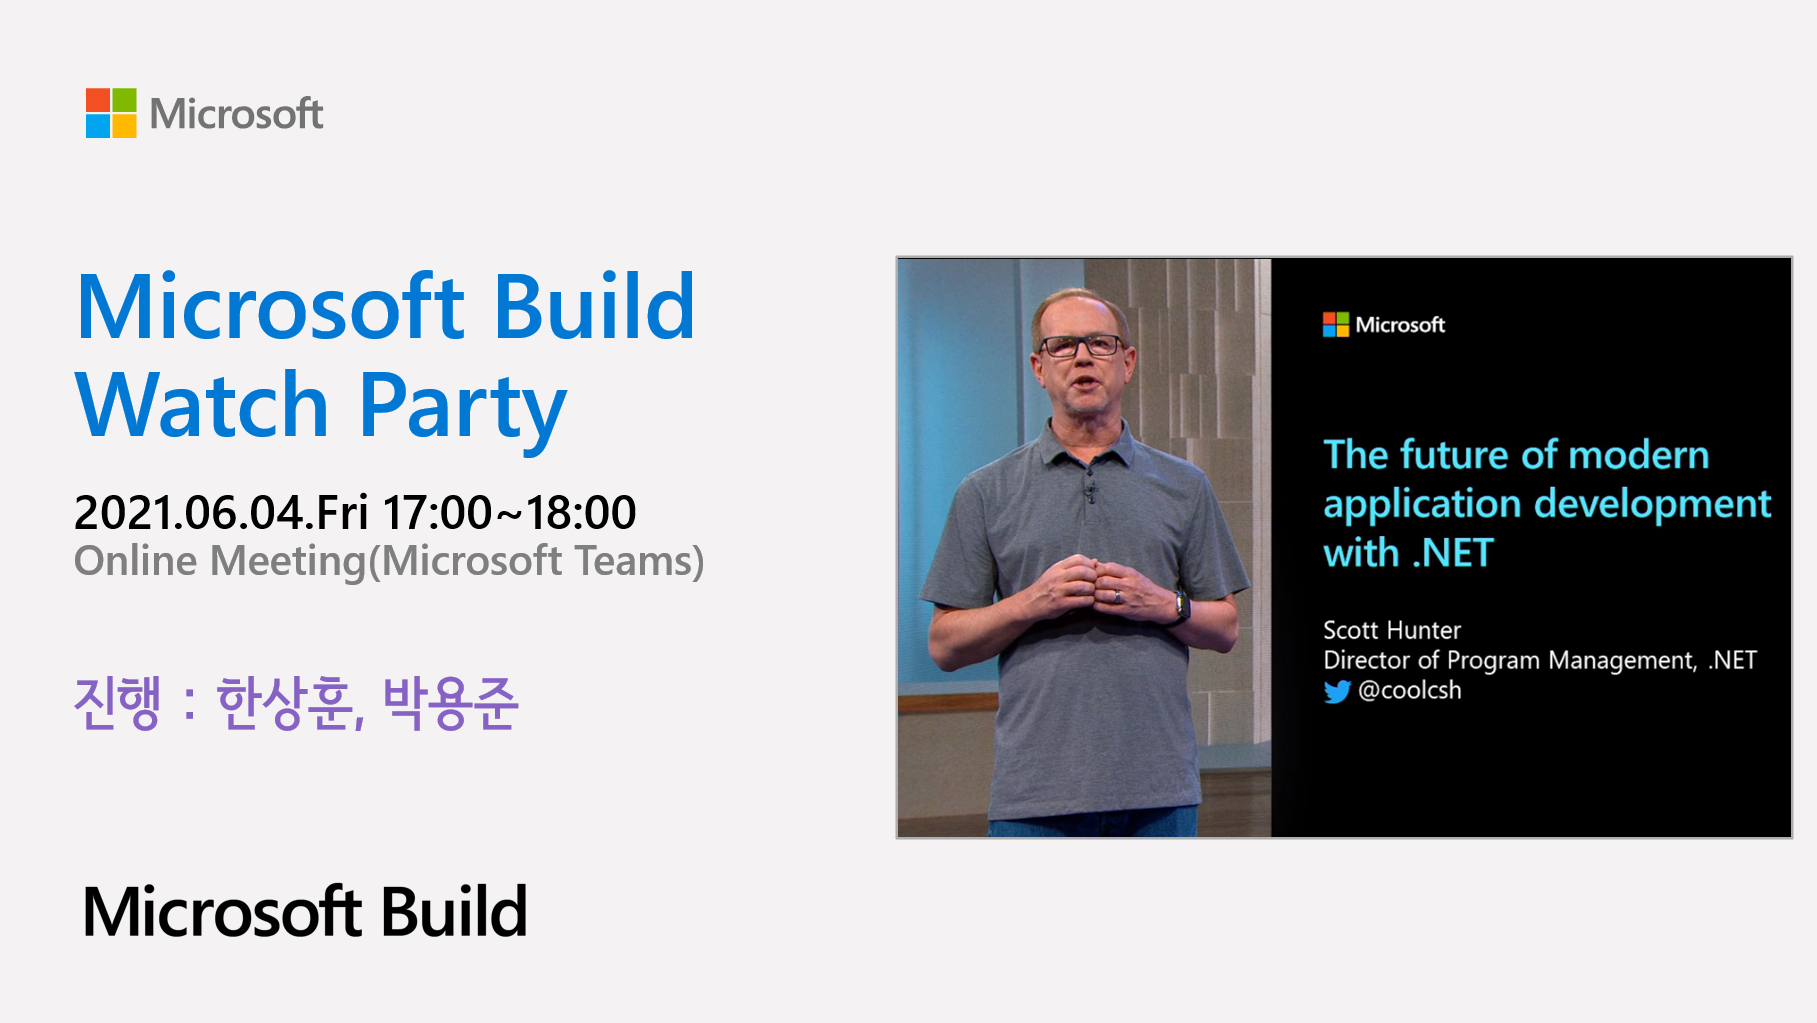 Microsoft
Microsoft Build
Watch Party
2021.06.04.Fri 17:00~18:00
Online Meeting(Microsoft Teams)
진행 : 한상훈, 박용준
Microsoft Build
Microsoft
The future of modern
application development
with .NET
Scott Hunter
Director of Program Management, .NET
@coolcsh